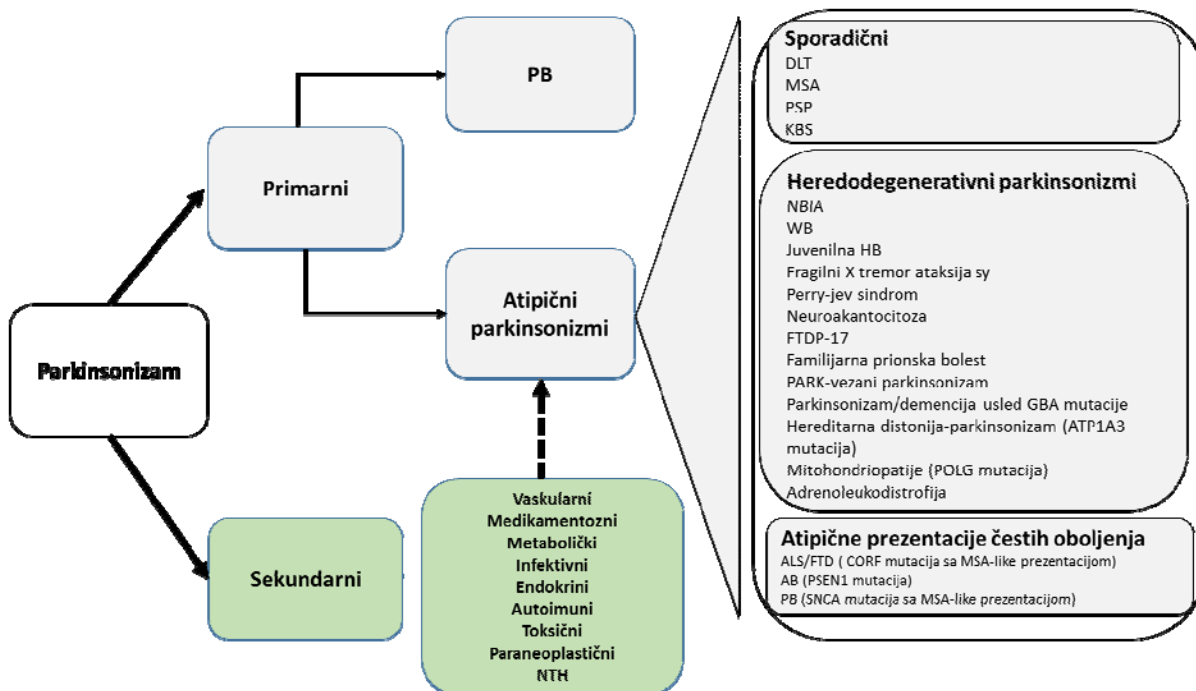 Parkinsonizam
Primarni
Sekundarni
PB
Atipični
parkinsonizmi
Vaskularni
Medikamentozni
Metabolički
Infektivni
Endokrini
Autoimuni
Toksični
Paraneoplastični
NTH
Sporadični
DLT
MSA
PSP
KBS
Heredodegenerativni parkinsonizmi
NBIA
WB
Juvenilna HB
Fragilni X tremor ataksija sy
Perry-jev sindrom
Neuroakantocitoza
FTDP-17
Familijarna prionska bolest
PARK-vezani parkinsonizam
Parkinsonizam/demencija usled GBA mutacije
Hereditarna distonija-parkinsonizam (ATP1A3
mutacija)
Mitohondriopatije (POLG mutacija)
Adrenoleukodistrofija
Atipične prezentacije čestih oboljenja
ALS/FTD ( CORF mutacija sa MSA-like prezentacijom)
AB (PSEN1 mutacija)
PB (SNCA mutacija sa MSA-like prezentacijom)